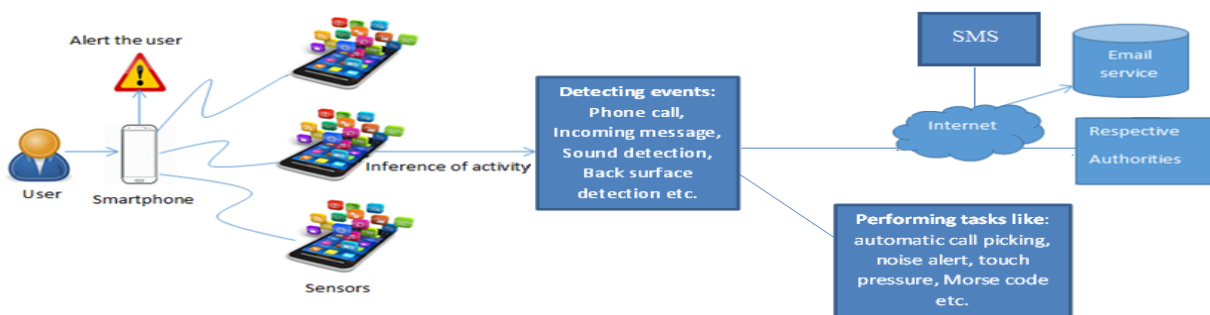 Alert the user
User
Smartphone
Sensors
Inference of activity
Detecting events:
Phone call,
Incoming message,
Sound detection,
Back surface
detection etc.
SMS
Internet
Email
service
Respective
Authorities
Performing tasks like:
automatic call picking,
noise alert, touch
pressure, Morse code
etc.